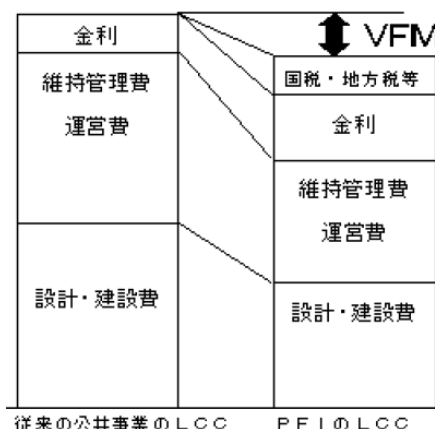 金利
維持管理費
運営費
設計・建設費
従来の公共事業のＬＣＣ
VFM
国税・地方税等
金利
維持管理費
運営費
設計・建設費
ＰＦＩのＬＣＣ